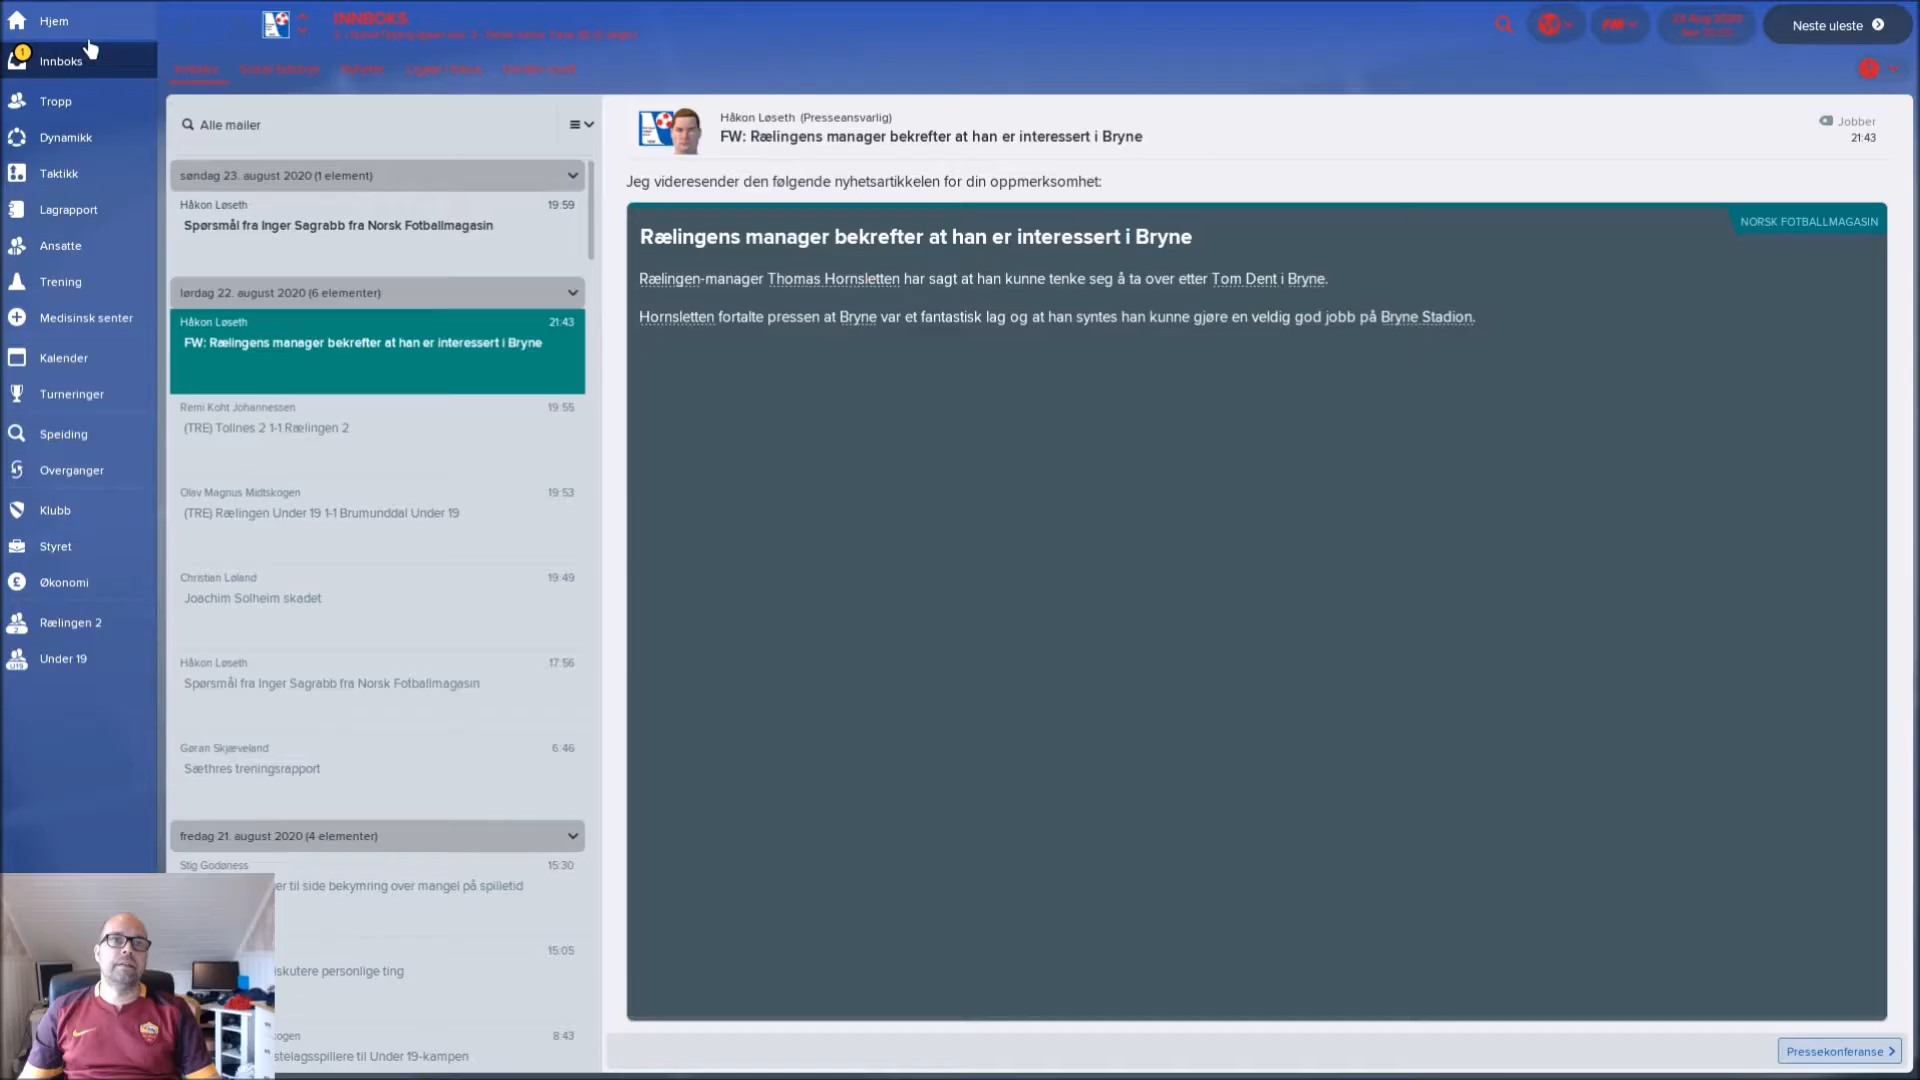 Hjem
Innboks
1
Tropp
Dynamikk
Taktikk
Lagrapport
Ansatte
Trening
Medisinsk senter
Kalender
Turneringer
Speiding
Overganger
Klubb
Styret
Økonomi
Rælingen 2
Under 19
INNBOKS
Innboks
Nyheter
FM
Neste uleste
Alle mailer
søndag 23. august 2020 (1 element)
Håkon Løseth 19:59
Spørsmål fra Inger Sagrabb fra Norsk Fotballmagasin
lørdag 22. august 2020 (6 elementer)
Håkon Løseth 21:43
FW: Rælingens manager bekrefter at han er interessert i Bryne
Remi Koht Johannessen 19:55
(TRE) Tollnes 2 1-1 Rælingen 2
Olav Magnus Midtskogen 19:53
(TRE) Rælingen Under 19 1-1 Brumunddal Under 19
Christian Løland 19:49
Joachim Solheim skadet
Håkon Løseth 17:56
Spørsmål fra Inger Sagrabb fra Norsk Fotballmagasin
Gøran Skjæveland 6:46
Sæthres treningsrapport
fredag 21. august 2020 (4 elementer)
Stig Godøness 15:30
er til side bekymring over mangel på spilletid
15:05
iskutere personlige ting
kogen 8:43
stelagsspillere til Under 19-kampen
Håkon Løseth (Presseansvarlig)
FW: Rælingens manager bekrefter at han er interessert i Bryne
Jobber
21:43
Jeg videresender den følgende nyhetsartikkelen for din oppmerksomhet:
NORSK FOTBALLMAGASIN
Rælingens manager bekrefter at han er interessert i Bryne
Rælingen-manager Thomas Hornsletten har sagt at han kunne tenke seg å ta over etter Tom Dent i Bryne.
Hornsletten fortalte pressen at Bryne var et fantastisk lag og at han syntes han kunne gjøre en veldig god jobb på Bryne Stadion.
Pressekonferanse